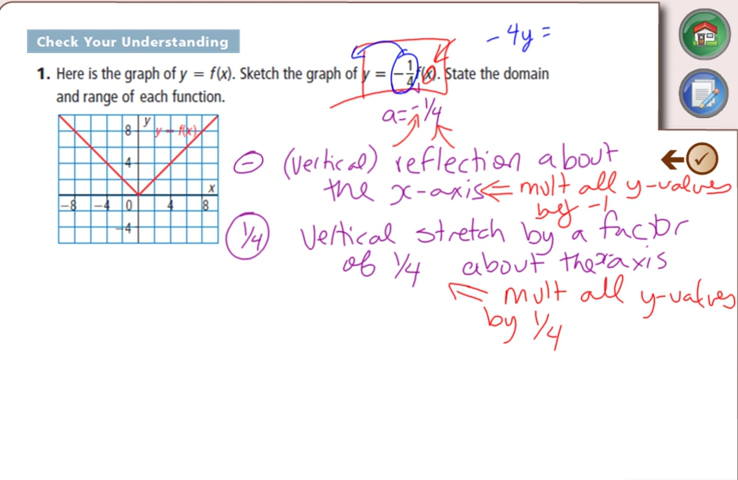 Check Your Understanding
- 4y =
1. Here is the graph of y = f(x). Sketch the graph of y = -1/4 f(x). State the domain
and range of each function.
a = -1/4
8 y y = f(x)
4
x
-8 -4 0 4 8
-4
- (vertical) reflection about
the x-axis ⇐ mult all y-values
by -1
1/4 vertical stretch by a factor
of 1/4 about the x-axis
⇐ mult all y-values
by 1/4